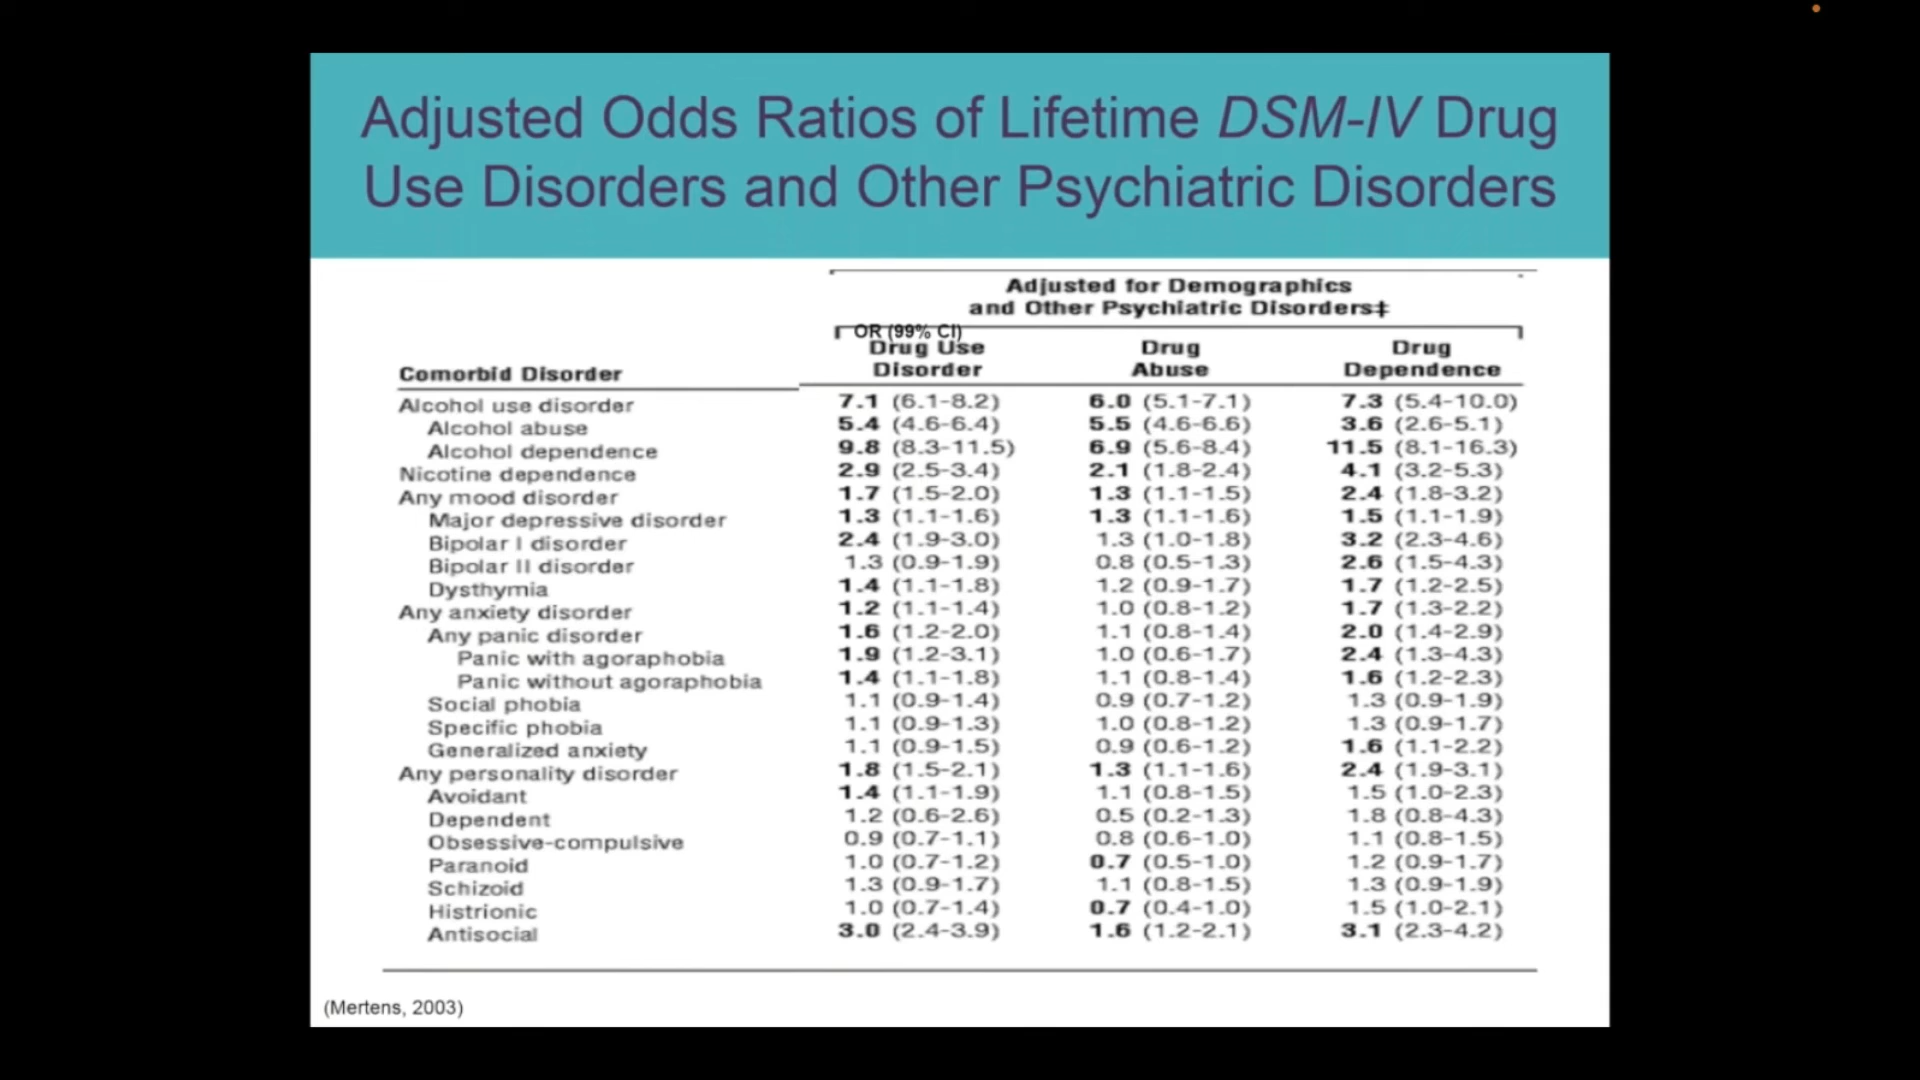 Adjusted Odds Ratios of Lifetime DSM-IV Drug
Use Disorders and Other Psychiatric Disorders
Adjusted for Demographics
and Other Psychiatric Disorders‡
OR (99% CI)
Comorbid Disorder Drug Use Disorder Drug Abuse Drug Dependence
Alcohol use disorder 7.1 (6.1-8.2) 6.0 (5.1-7.1) 7.3 (5.4-10.0)
Alcohol abuse 5.4 (4.6-6.4) 5.5 (4.6-6.6) 3.6 (2.6-5.1)
Alcohol dependence 9.8 (8.3-11.5) 6.9 (5.6-8.4) 11.5 (8.1-16.3)
Nicotine dependence 2.9 (2.5-3.4) 2.1 (1.8-2.4) 4.1 (3.2-5.3)
Any mood disorder 1.7 (1.5-2.0) 1.3 (1.1-1.5) 2.4 (1.8-3.2)
Major depressive disorder 1.3 (1.1-1.6) 1.3 (1.1-1.6) 1.5 (1.1-1.9)
Bipolar I disorder 2.4 (1.9-3.0) 1.3 (1.0-1.8) 3.2 (2.3-4.6)
Bipolar II disorder 1.3 (0.9-1.9) 0.8 (0.5-1.3) 2.6 (1.5-4.3)
Dysthymia 1.4 (1.1-1.8) 1.2 (0.9-1.7) 1.7 (1.2-2.5)
Any anxiety disorder 1.2 (1.1-1.4) 1.0 (0.8-1.2) 1.7 (1.3-2.2)
Any panic disorder 1.6 (1.2-2.0) 1.1 (0.8-1.4) 2.0 (1.4-2.9)
Panic with agoraphobia 1.9 (1.2-3.1) 1.0 (0.6-1.7) 2.4 (1.3-4.3)
Panic without agoraphobia 1.4 (1.1-1.8) 1.1 (0.8-1.4) 1.6 (1.2-2.3)
Social phobia 1.1 (0.9-1.4) 0.9 (0.7-1.2) 1.3 (0.9-1.9)
Specific phobia 1.1 (0.9-1.3) 1.0 (0.8-1.2) 1.3 (0.9-1.7)
Generalized anxiety 1.1 (0.9-1.5) 0.9 (0.6-1.2) 1.6 (1.1-2.2)
Any personality disorder 1.8 (1.5-2.1) 1.3 (1.1-1.6) 2.4 (1.9-3.1)
Avoidant 1.4 (1.1-1.9) 1.1 (0.8-1.5) 1.5 (1.0-2.3)
Dependent 1.2 (0.6-2.6) 0.5 (0.2-1.3) 1.8 (0.8-4.3)
Obsessive-compulsive 0.9 (0.7-1.1) 0.8 (0.6-1.0) 1.1 (0.8-1.5)
Paranoid 1.0 (0.7-1.2) 0.7 (0.5-1.0) 1.2 (0.9-1.7)
Schizoid 1.3 (0.9-1.7) 1.1 (0.8-1.5) 1.3 (0.9-1.9)
Histrionic 1.0 (0.7-1.4) 0.7 (0.4-1.0) 1.5 (1.0-2.1)
Antisocial 3.0 (2.4-3.9) 1.6 (1.2-2.1) 3.1 (2.3-4.2)
(Mertens, 2003)